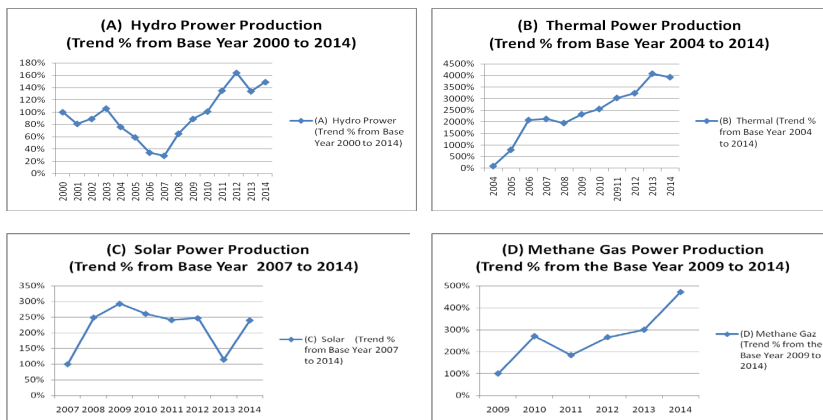 (A) Hydro Prower Production
(Trend % from Base Year 2000 to 2014)
180%
160%
140%
120%
100%
80%
60%
40%
20%
0%
2000 2001 2002 2003 2004 2005 2006 2007 2008 2009 2010 2011 2012 2013 2014
(A) Hydro Prower
(Trend % from Base
Year 2000 to 2014)
(B) Thermal Power Production
(Trend % from Base Year 2004 to 2014)
4500%
4000%
3500%
3000%
2500%
2000%
1500%
1000%
500%
0%
2004 2005 2006 2007 2008 2009 2010 20911 2012 2013 2014
(B) Thermal (Trend %
from Base Year 2004
to 2014)
(C) Solar Power Production
(Trend % from Base Year 2007 to 2014)
350%
300%
250%
200%
150%
100%
50%
0%
2007 2008 2009 2010 2011 2012 2013 2014
(C) Solar (Trend %
from Base Year 2007
to 2014)
(D) Methane Gas Power Production
(Trend % from the Base Year 2009 to 2014)
500%
400%
300%
200%
100%
0%
2009 2010 2011 2012 2013 2014
(D) Methane Gaz
(Trend % from the
Base Year 2009 to
2014)